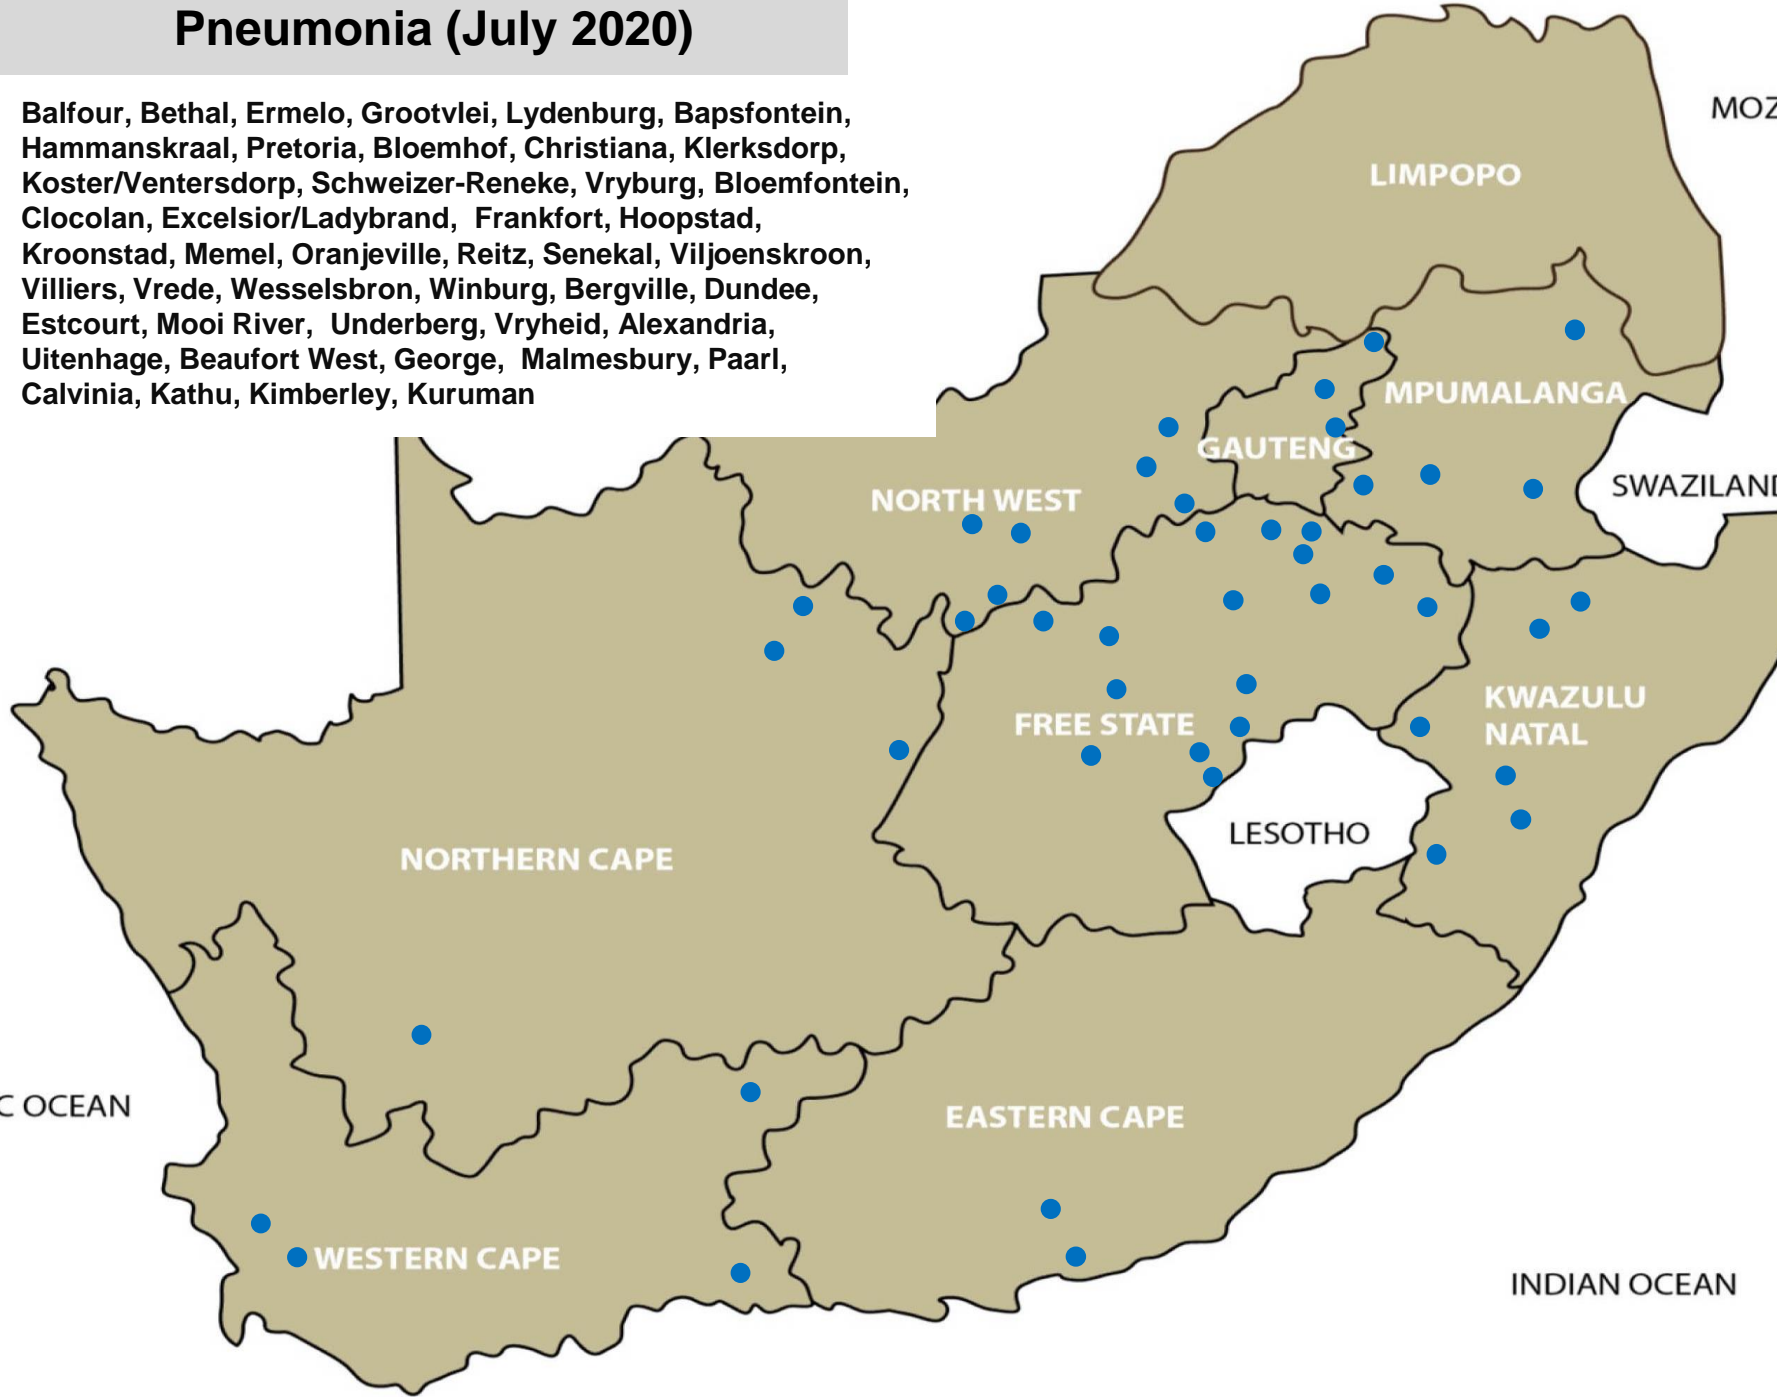 Pneumonia (July 2020)
Balfour, Bethal, Ermelo, Grootvlei, Lydenburg, Bapsfontein,
Hammanskraal, Pretoria, Bloemhof, Christiana, Klerksdorp,
Koster/Ventersdorp, Schweizer-Reneke, Vryburg, Bloemfontein,
Clocolan, Excelsior/Ladybrand, Frankfort, Hoopstad,
Kroonstad, Memel, Oranjeville, Reitz, Senekal, Viljoenskroon,
Villiers, Vrede, Wesselsbron, Winburg, Bergville, Dundee,
Estcourt, Mooi River, Underberg, Vryheid, Alexandria,
Uitenhage, Beaufort West, George, Malmesbury, Paarl,
Calvinia, Kathu, Kimberley, Kuruman
MOZ
LIMPOPO
MPUMALANGA
GAUTENG
SWAZILAND
NORTH WEST
KWAZULU
NATAL
FREE STATE
LESOTHO
NORTHERN CAPE
C OCEAN
EASTERN CAPE
WESTERN CAPE
INDIAN OCEAN